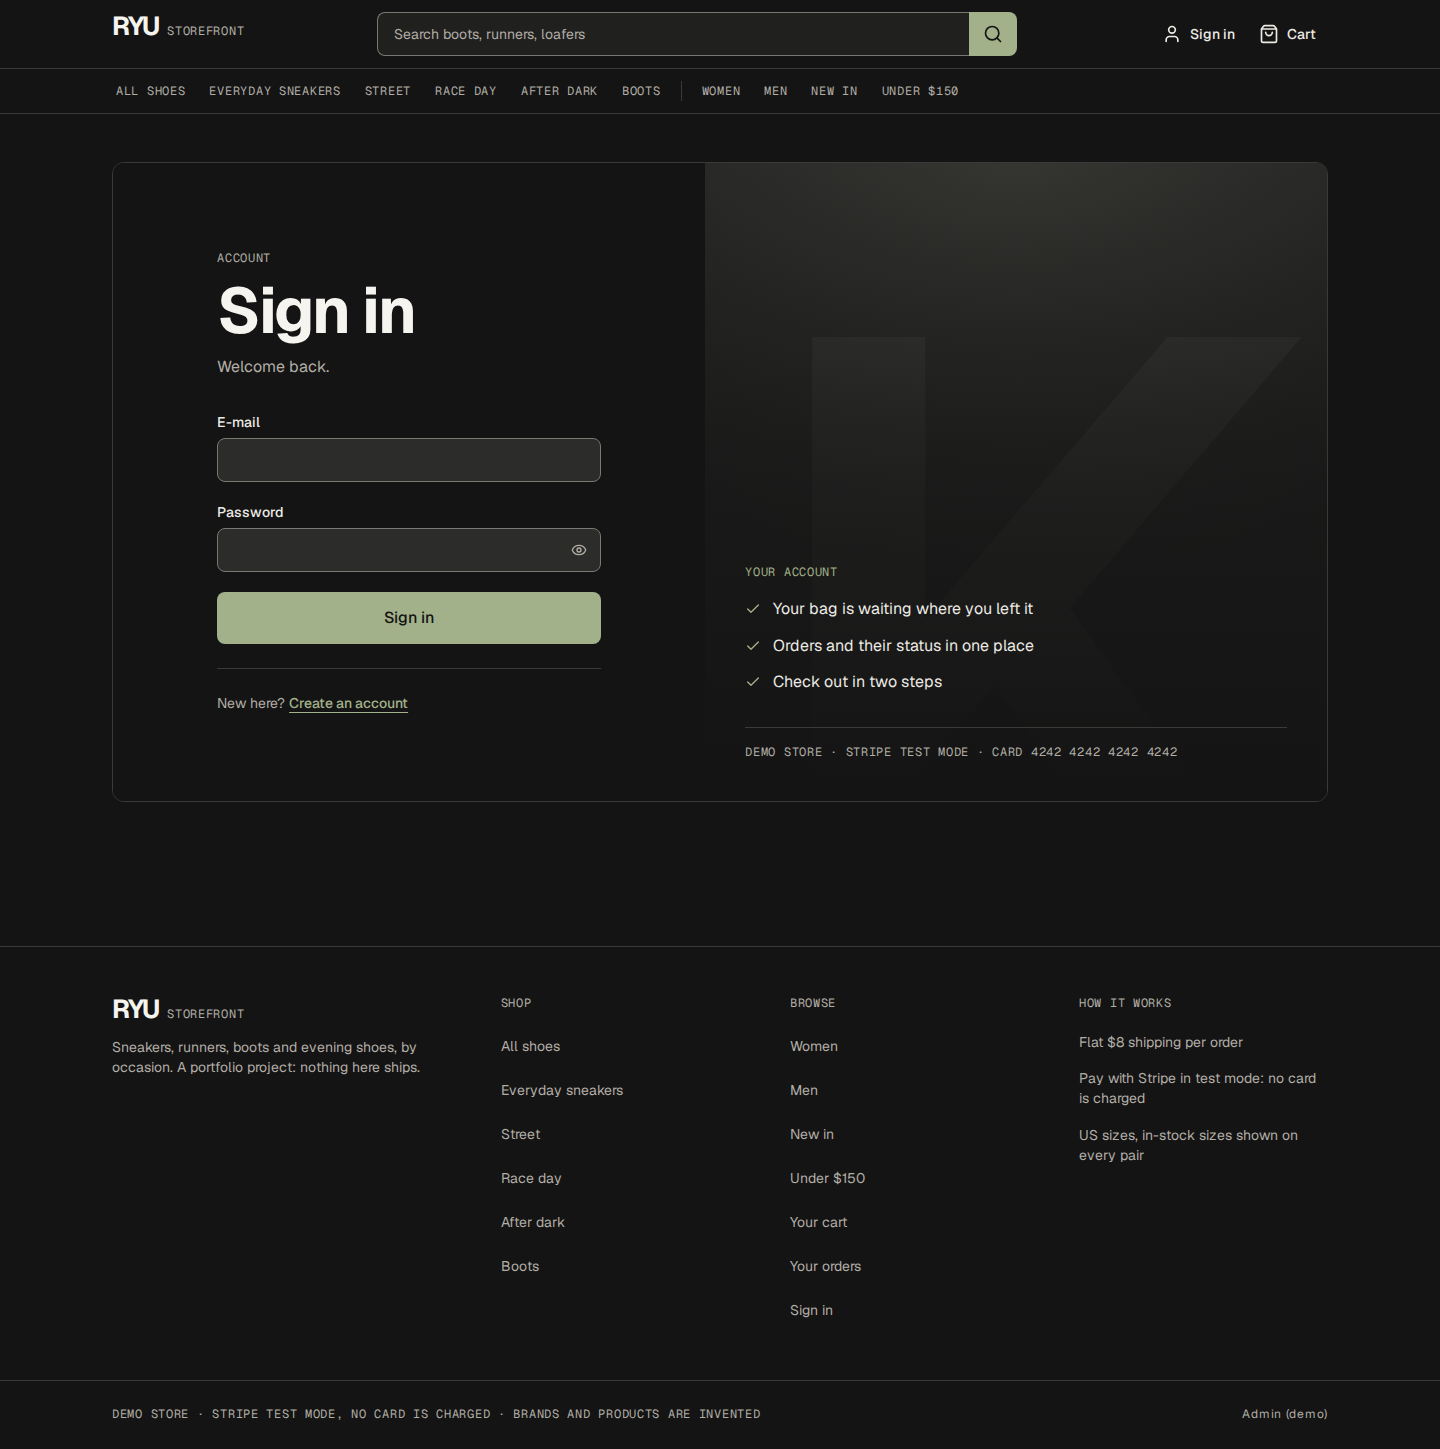 RYU STOREFRONT
Search boots, runners, loafers
Sign in
Cart
ALL SHOES EVERYDAY SNEAKERS STREET RACE DAY AFTER DARK BOOTS WOMEN MEN NEW IN UNDER $150
ACCOUNT
Sign in
Welcome back.
E-mail
Password
Sign in
New here? Create an account
K
YOUR ACCOUNT
Your bag is waiting where you left it
Orders and their status in one place
Check out in two steps
DEMO STORE · STRIPE TEST MODE · CARD 4242 4242 4242 4242
RYU STOREFRONT
Sneakers, runners, boots and evening shoes, by
occasion. A portfolio project: nothing here ships.
SHOP
All shoes
Everyday sneakers
Street
Race day
After dark
Boots
BROWSE
Women
Men
New in
Under $150
Your cart
Your orders
Sign in
HOW IT WORKS
Flat $8 shipping per order
Pay with Stripe in test mode: no card
is charged
US sizes, in-stock sizes shown on
every pair
DEMO STORE · STRIPE TEST MODE, NO CARD IS CHARGED · BRANDS AND PRODUCTS ARE INVENTED
Admin (demo)